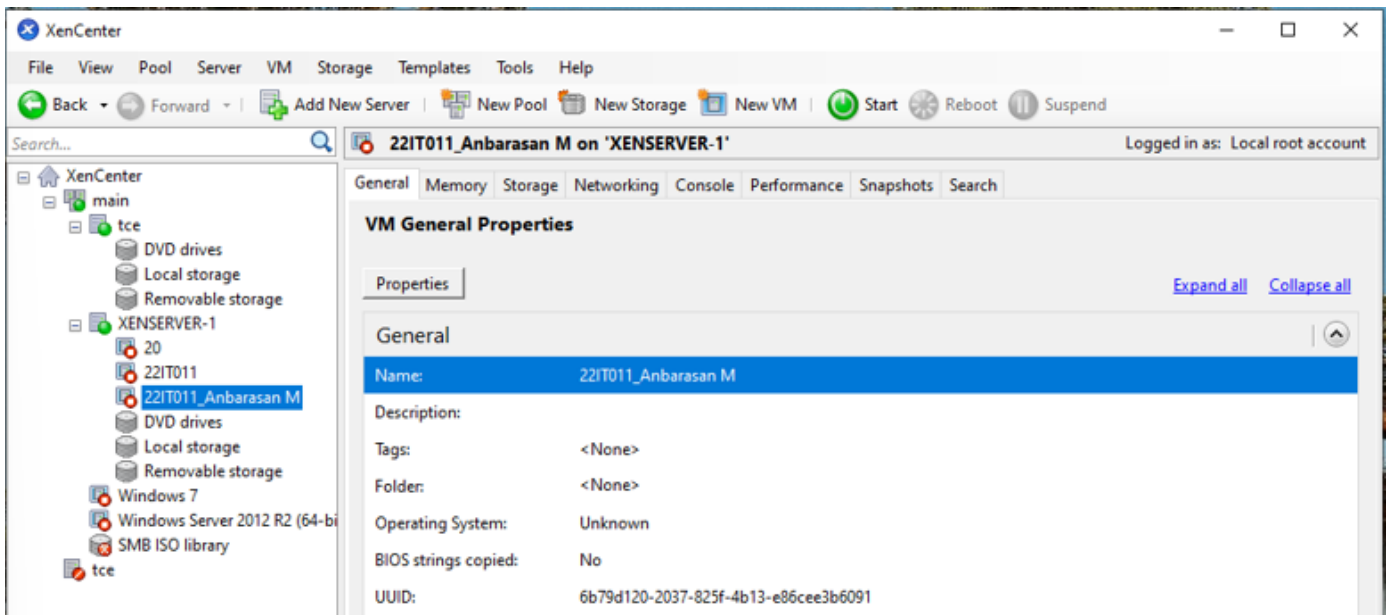 XenCenter
File View Pool Server VM Storage Templates Tools Help
Back Forward Add New Server New Pool New Storage New VM Start Reboot Suspend
Search...
22IT011_Anbarasan M on 'XENSERVER-1' Logged in as: Local root account
XenCenter
main
tce
DVD drives
Local storage
Removable storage
XENSERVER-1
20
22IT011
22IT011_Anbarasan M
DVD drives
Local storage
Removable storage
Windows 7
Windows Server 2012 R2 (64-bi
SMB ISO library
tce
General Memory Storage Networking Console Performance Snapshots Search
VM General Properties
Properties Expand all Collapse all
General
Name: 22IT011_Anbarasan M
Description:
Tags: <None>
Folder: <None>
Operating System: Unknown
BIOS strings copied: No
UUID: 6b79d120-2037-825f-4b13-e86cee3b6091